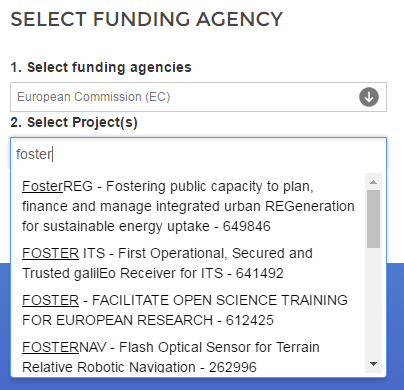 SELECT FUNDING AGENCY
1. Select funding agencies
European Commission (EC)
2. Select Project(s)
foster
FosterREG - Fostering public capacity to plan,
finance and manage integrated urban REGeneration
for sustainable energy uptake - 649846
FOSTER ITS - First Operational, Secured and
Trusted galilEo Receiver for ITS - 641492
FOSTER - FACILITATE OPEN SCIENCE TRAINING
FOR EUROPEAN RESEARCH - 612425
FOSTERNAV - Flash Optical Sensor for Terrain
Relative Robotic Navigation - 262996